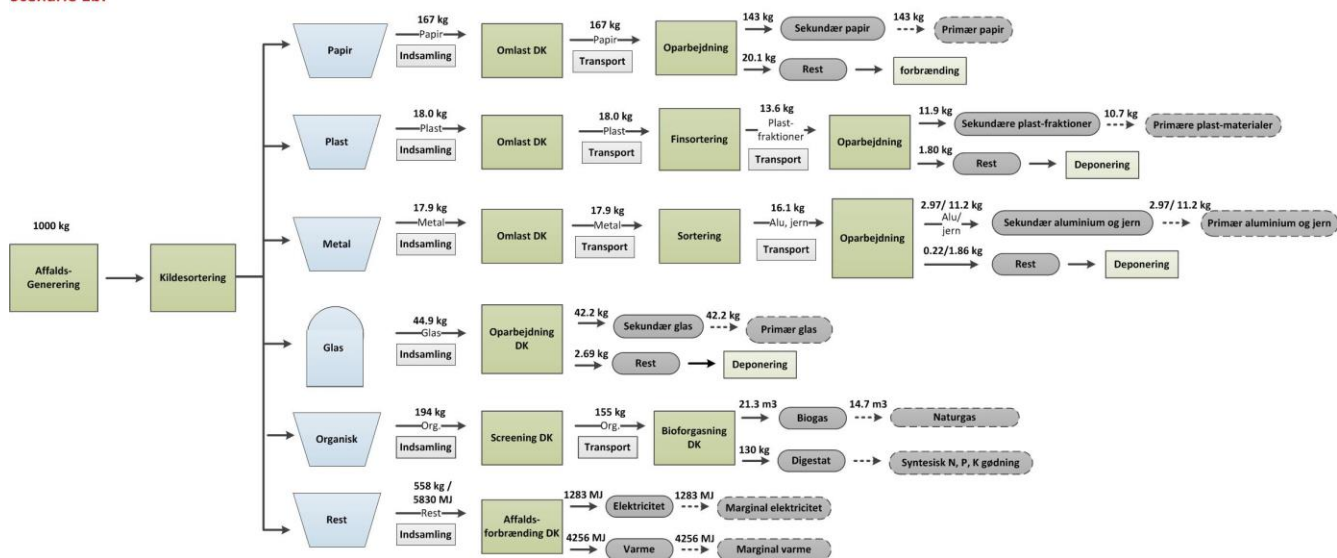 167 kg
Papir
Indsamling
Papir
Omlast DK
167 kg
Papir
Transport
Oparbejdning
143 kg
Sekundær papir
143 kg
Primær papir
20.1 kg
Rest
forbrænding
Plast
18.0 kg
Plast
Indsamling
Omlast DK
18.0 kg
Plast
Transport
Finsortering
13.6 kg
Plast-
fraktioner
Transport
Oparbejdning
11.9 kg
Sekundære plast-fraktioner
10.7 kg
Primære plast-materialer
1.80 kg
Rest
Deponering
1000 kg
Affalds-
Generering
Kildesortering
Metal
17.9 kg
Metal
Indsamling
Omlast DK
17.9 kg
Metal
Transport
Sortering
16.1 kg
Alu, jern
Transport
Oparbejdning
2.97/ 11.2 kg
Alu/
jern
Sekundær aluminium og jern
2.97/ 11.2 kg
Primær aluminium og jern
0.22/1.86 kg
Rest
Deponering
Glas
44.9 kg
Glas
Indsamling
Oparbejdning
DK
42.2 kg
Sekundær glas
42.2 kg
Primær glas
2.69 kg
Rest
Deponering
Organisk
194 kg
Org.
Indsamling
Screening DK
155 kg
Org.
Transport
Bioforgasning
DK
21.3 m3
Biogas
14.7 m3
Naturgas
130 kg
Digestat
Syntesisk N, P, K gødning
Rest
558 kg /
5830 MJ
Rest
Indsamling
Affalds-
forbrænding DK
1283 MJ
Elektricitet
1283 MJ
Marginal elektricitet
4256 MJ
Varme
4256 MJ
Marginal varme